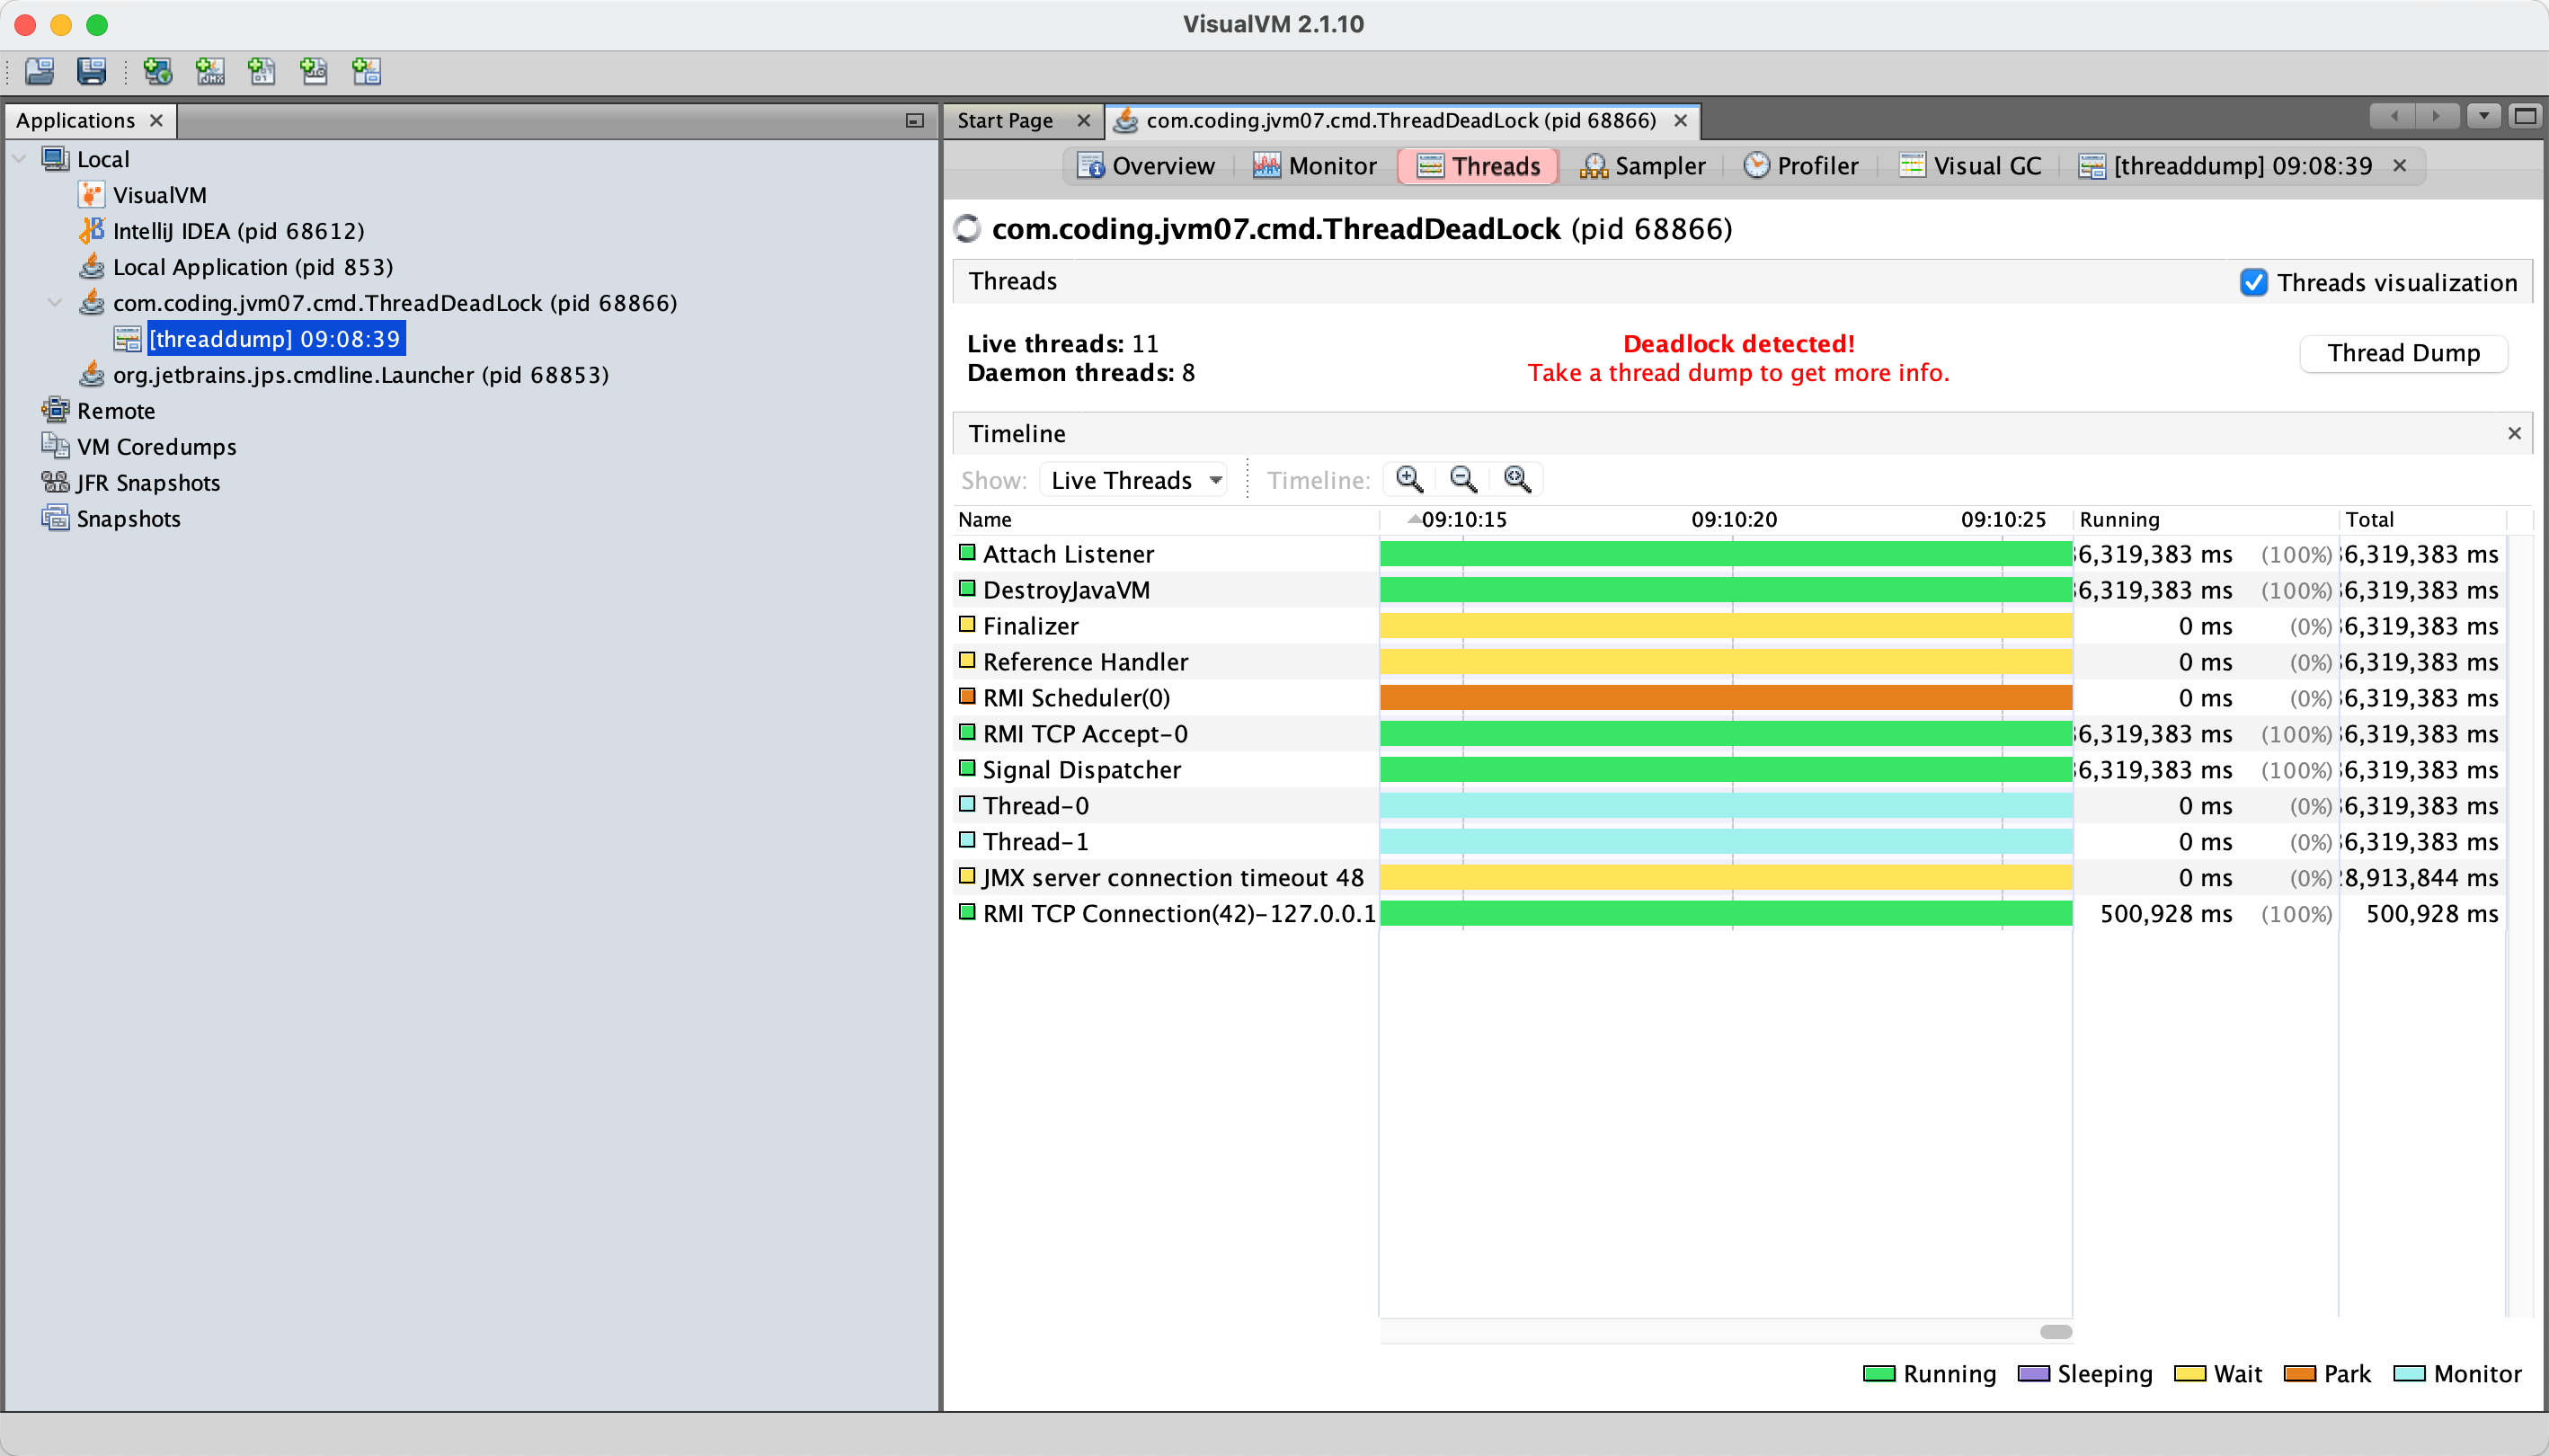 VisualVM 2.1.10
Applications
Local
VisualVM
IntelliJ IDEA (pid 68612)
Local Application (pid 853)
com.coding.jvm07.cmd.ThreadDeadLock (pid 68866)
[threaddump] 09:08:39
org.jetbrains.jps.cmdline.Launcher (pid 68853)
Remote
VM Coredumps
JFR Snapshots
Snapshots
Start Page com.coding.jvm07.cmd.ThreadDeadLock (pid 68866)
Overview Monitor Threads Sampler Profiler Visual GC [threaddump] 09:08:39
com.coding.jvm07.cmd.ThreadDeadLock (pid 68866)
Threads Threads visualization
Live threads: 11
Daemon threads: 8
Deadlock detected!
Take a thread dump to get more info.
Thread Dump
Timeline
Show: Live Threads Timeline:
Name 09:10:15 09:10:20 09:10:25 Running Total
Attach Listener 6,319,383 ms (100%) 6,319,383 ms
DestroyJavaVM 6,319,383 ms (100%) 6,319,383 ms
Finalizer 0 ms (0%) 6,319,383 ms
Reference Handler 0 ms (0%) 6,319,383 ms
RMI Scheduler(0) 0 ms (0%) 6,319,383 ms
RMI TCP Accept-0 6,319,383 ms (100%) 6,319,383 ms
Signal Dispatcher 6,319,383 ms (100%) 6,319,383 ms
Thread-0 0 ms (0%) 6,319,383 ms
Thread-1 0 ms (0%) 6,319,383 ms
JMX server connection timeout 48 0 ms (0%) 8,913,844 ms
RMI TCP Connection(42)-127.0.0.1 500,928 ms (100%) 500,928 ms
Running Sleeping Wait Park Monitor